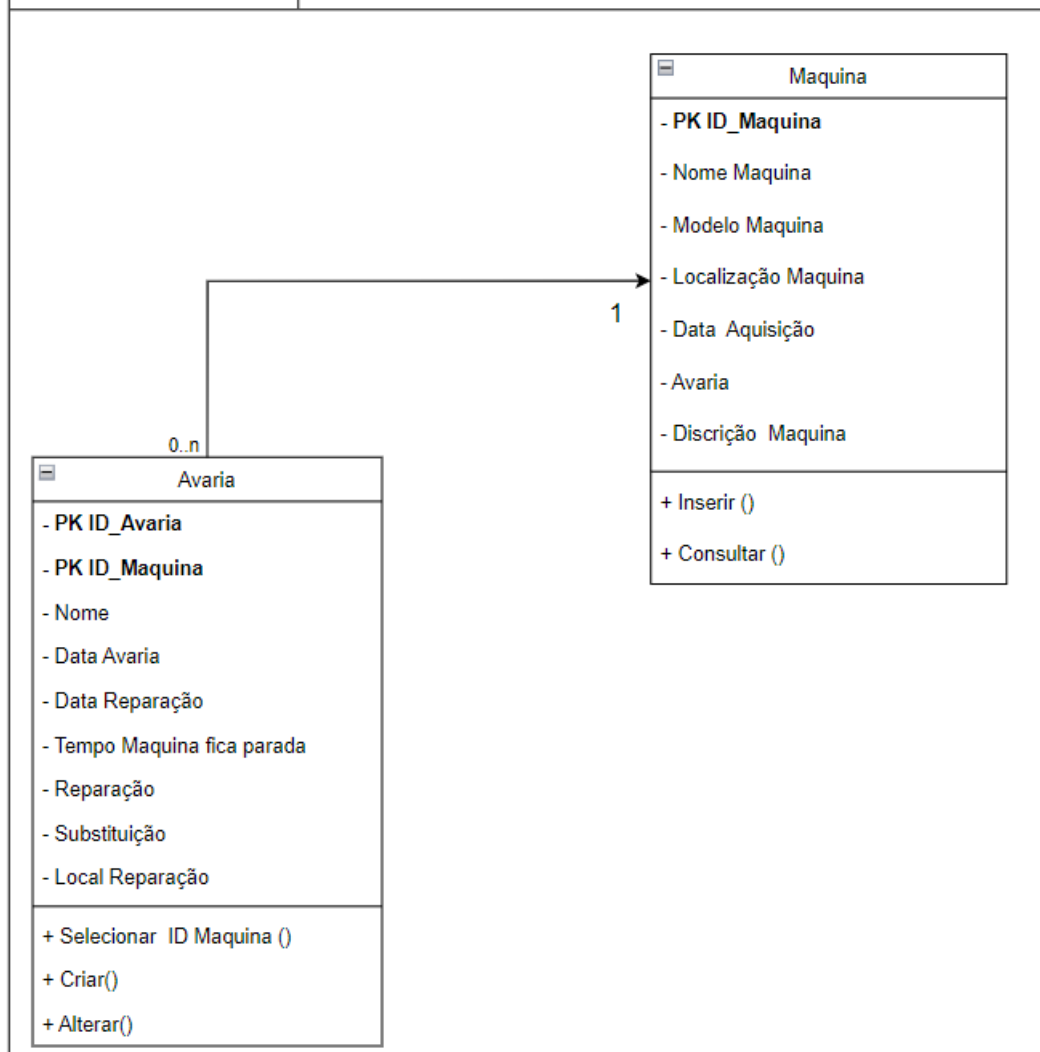 Maquina
- PK ID_Maquina
- Nome Maquina
- Modelo Maquina
- Localização Maquina
1
- Data Aquisição
- Avaria
- Discrição Maquina
+ Inserir ()
+ Consultar ()
0..n
Avaria
- PK ID_Avaria
- PK ID_Maquina
- Nome
- Data Avaria
- Data Reparação
- Tempo Maquina fica parada
- Reparação
- Substituição
- Local Reparação
+ Selecionar ID Maquina ()
+ Criar()
+ Alterar()